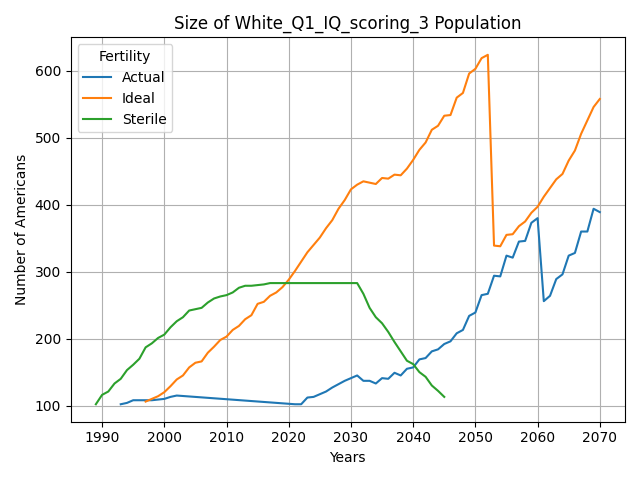 Size of White_Q1_IQ_scoring_3 Population
Fertility
Actual
Ideal
Sterile
Number of Americans
600
500
400
300
200
100
1990 2000 2010 2020 2030 2040 2050 2060 2070
Years